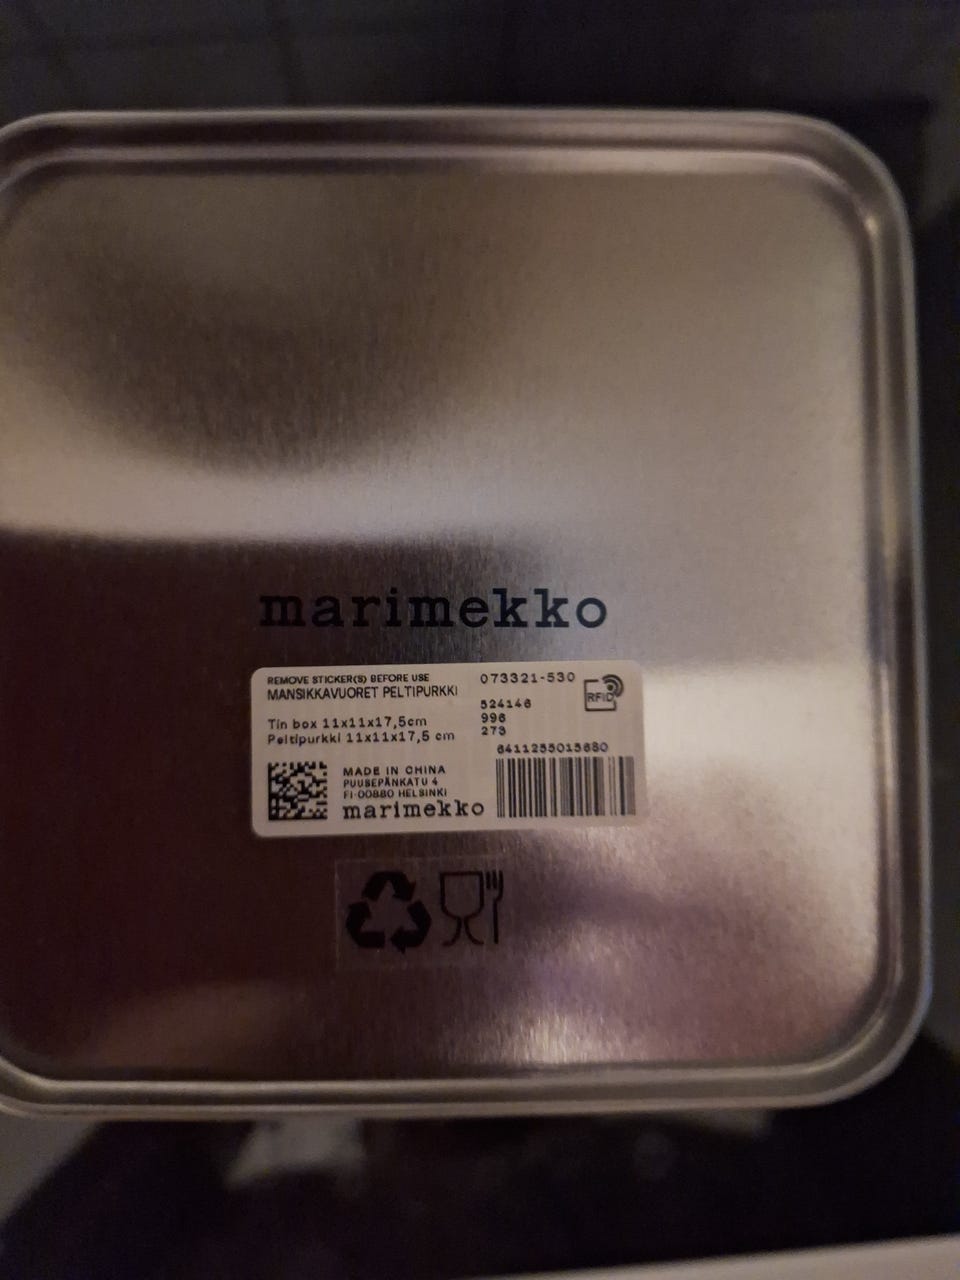 marimekko
REMOVE STICKER(S) BEFORE USE
MANSIKKAVUORET PELTIPURKKI
073321-530
RFID
524146
996
273
Tin box 11x11x17,5cm
Peltipurkki 11x11x17,5 cm
6411255015680
MADE IN CHINA
PUUSEPÄNKATU 4
FI-00880 HELSINKI
marimekko